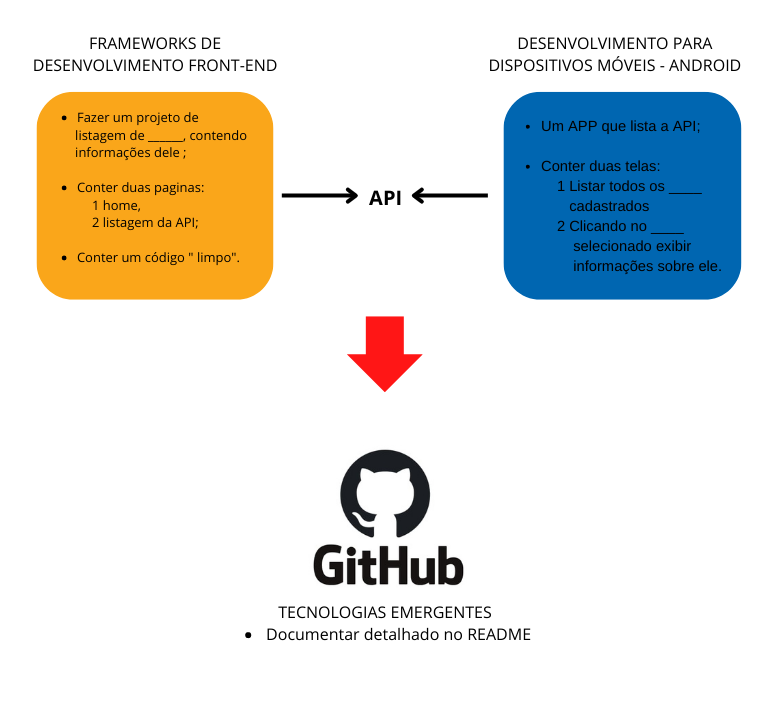 FRAMEWORKS DE
DESENVOLVIMENTO FRONT-END
• Fazer um projeto de
listagem de ______, contendo
informações dele ;
• Conter duas paginas:
1 home,
2 listagem da API;
• Conter um código " limpo".
API
DESENVOLVIMENTO PARA
DISPOSITIVOS MÓVEIS - ANDROID
• Um APP que lista a API;
• Conter duas telas:
1 Listar todos os ____
cadastrados
2 Clicando no ____
selecionado exibir
informações sobre ele.
GitHub
TECNOLOGIAS EMERGENTES
• Documentar detalhado no README